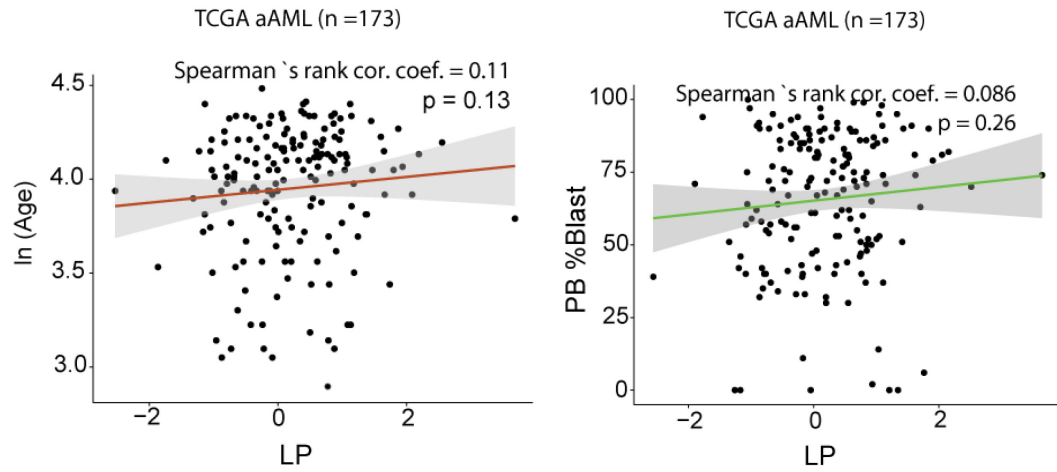 TCGA aAML (n =173)
Spearman `s rank cor. coef. = 0.11
p = 0.13
4.5
4.0
3.5
3.0
ln (Age)
−2
0
2
LP
TCGA aAML (n =173)
Spearman `s rank cor. coef. = 0.086
p = 0.26
100
75
50
25
0
PB %Blast
−2
0
2
LP